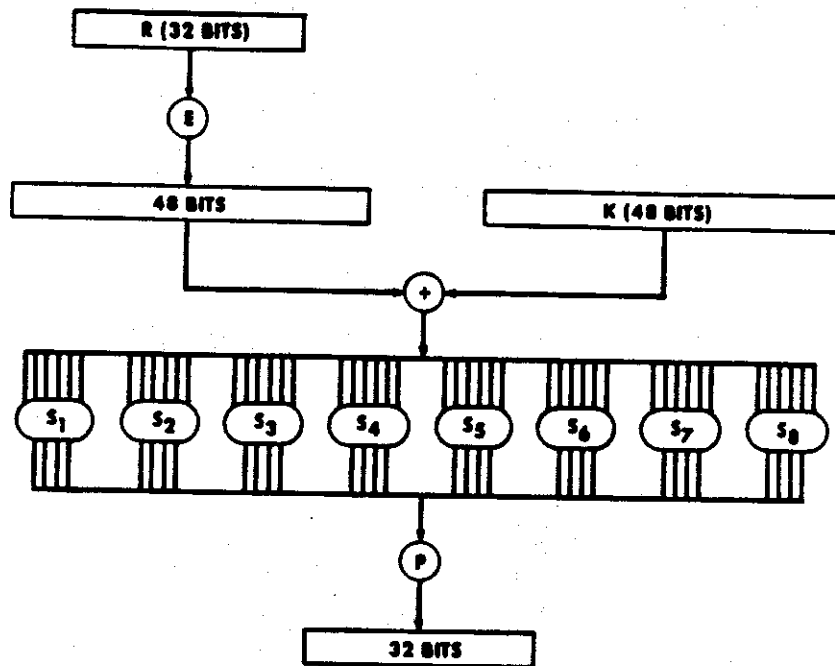 R (32 BITS)
E
48 BITS
K (48 BITS)
+
S1 S2 S3 S4 S5 S6 S7 S8
P
32 BITS